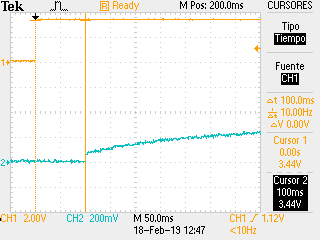 Tek
R Ready
M Pos: 200.0ms
CURSORES
Tipo
Tiempo
Fuente
CH1
Δt 100.0ms
1/Δt 10.00Hz
ΔV 0.00V
Cursor 1
0.00s
3.44V
Cursor 2
100ms
3.44V
1
2
CH1 2.00V
CH2 200mV
M 50.0ms
CH1 / 1.12V
18-Feb-19 12:47
<10Hz